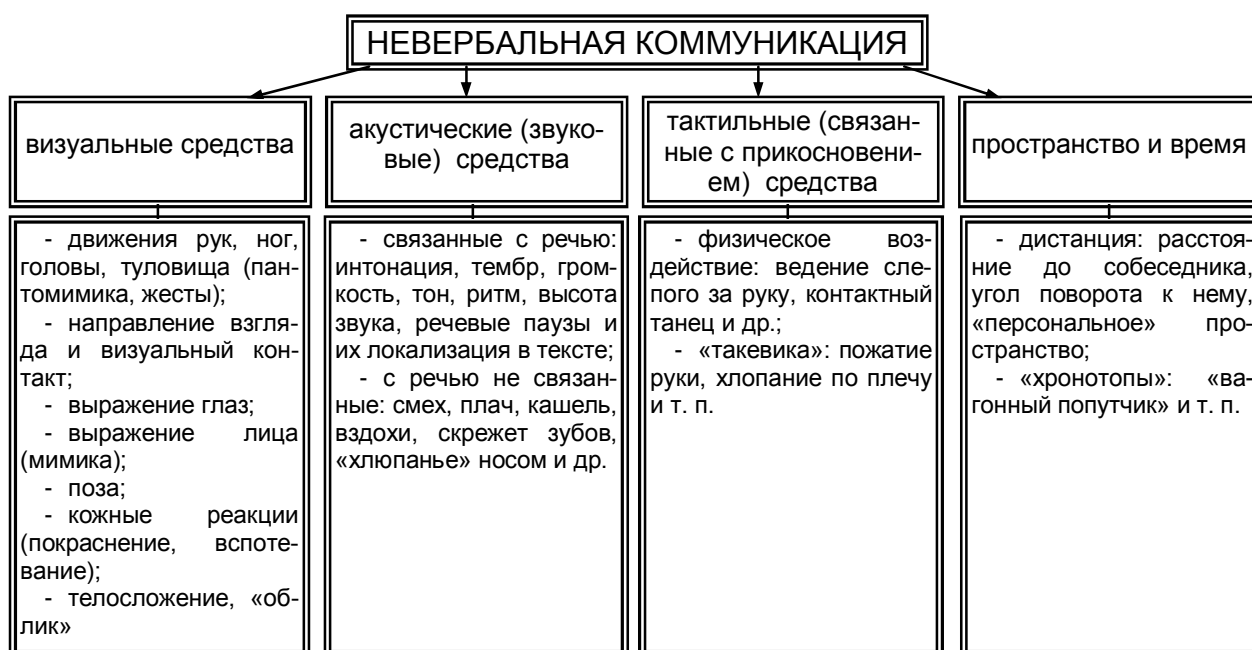 НЕВЕРБАЛЬНАЯ КОММУНИКАЦИЯ
визуальные средства
акустические (звуко-
вые) средства
тактильные (связан-
ные с прикосновени-
ем) средства
пространство и время
- движения рук, ног,
головы, туловища (пан-
томимика, жесты);
- направление взгля-
да и визуальный кон-
такт;
- выражение глаз;
- выражение лица
(мимика);
- поза;
- кожные реакции
(покраснение, вспоте-
вание);
- телосложение, «об-
лик»
- связанные с речью:
интонация, тембр, гром-
кость, тон, ритм, высота
звука, речевые паузы и
их локализация в тексте;
- с речью не связан-
ные: смех, плач, кашель,
вздохи, скрежет зубов,
«хлюпанье» носом и др.
- физическое воз-
действие: ведение сле-
пого за руку, контактный
танец и др.;
- «такевика»: пожатие
руки, хлопание по плечу
и т. п.
- дистанция: расстоя-
ние до собеседника,
угол поворота к нему,
«персональное» про-
странство;
- «хронотопы»: «ва-
гонный попутчик» и т. п.